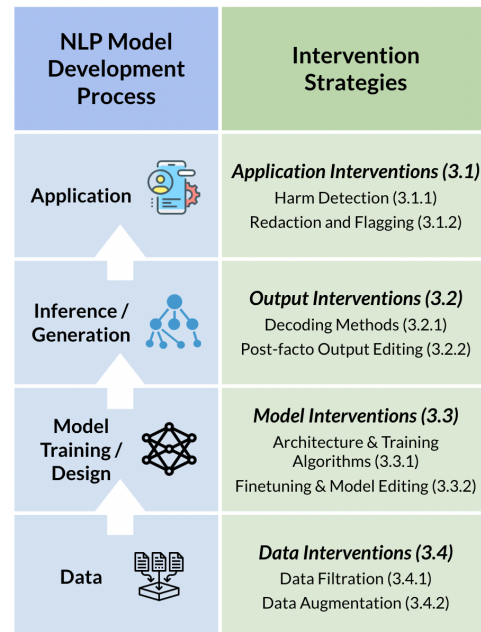 NLP Model
Development
Process
Intervention
Strategies
Application
Application Interventions (3.1)
Harm Detection (3.1.1)
Redaction and Flagging (3.1.2)
Inference /
Generation
Output Interventions (3.2)
Decoding Methods (3.2.1)
Post-facto Output Editing (3.2.2)
Model
Training /
Design
Model Interventions (3.3)
Architecture & Training
Algorithms (3.3.1)
Finetuning & Model Editing (3.3.2)
Data
Data Interventions (3.4)
Data Filtration (3.4.1)
Data Augmentation (3.4.2)